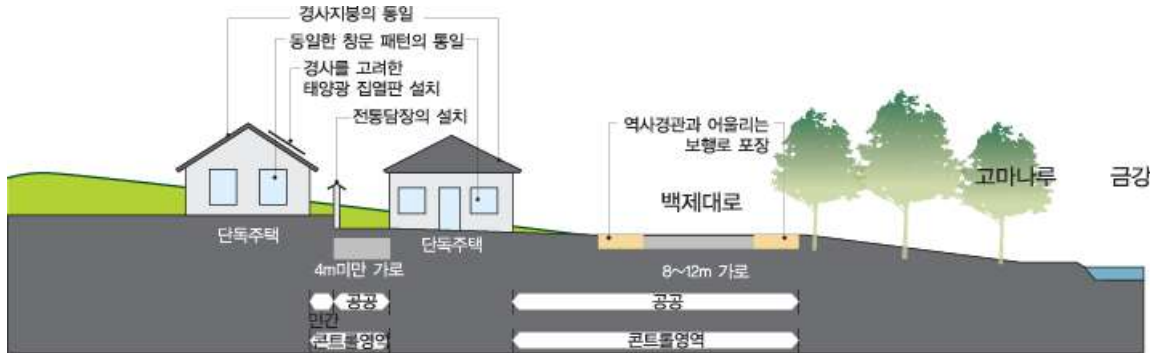 경사지붕의 통일
동일한 창문 패턴의 통일
경사를 고려한
태양광 집열판 설치
전통담장의 설치
역사경관과 어울리는
보행로 포장
고마나루
금강
백제대로
단독주택
단독주택
4m미만 가로
8~12m 가로
공공
공공
민간
콘트롤영역
콘트롤영역